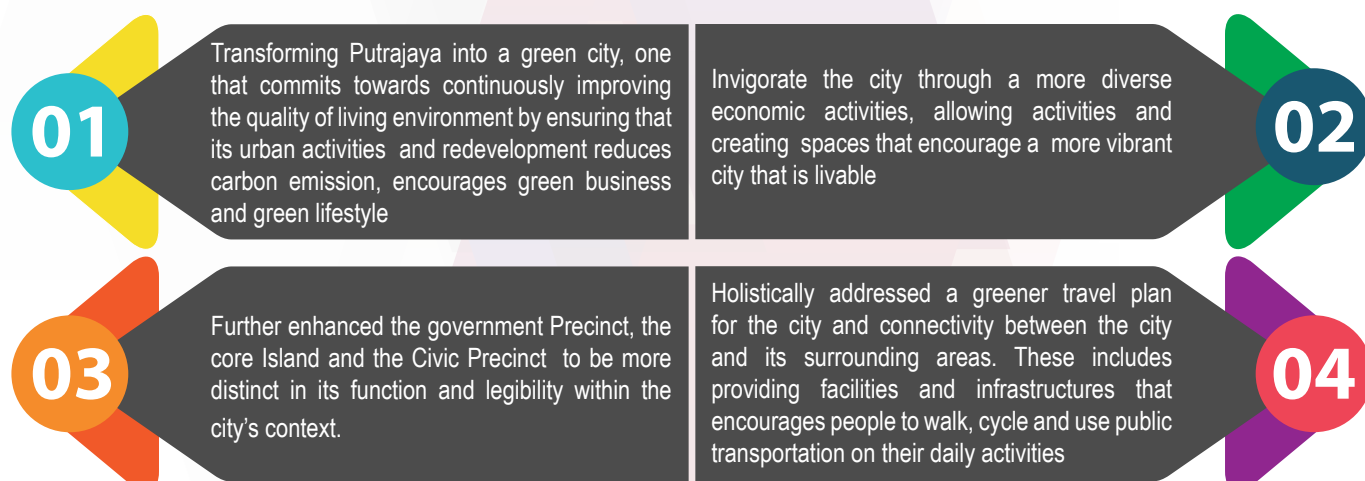 01
Transforming Putrajaya into a green city, one
that commits towards continuously improving
the quality of living environment by ensuring that
its urban activities and redevelopment reduces
carbon emission, encourages green business
and green lifestyle
Invigorate the city through a more diverse
economic activities, allowing activities and
creating spaces that encourage a more vibrant
city that is livable
02
03
Further enhanced the government Precinct, the
core Island and the Civic Precinct to be more
distinct in its function and legibility within the
city's context.
Holistically addressed a greener travel plan
for the city and connectivity between the city
and its surrounding areas. These includes
providing facilities and infrastructures that
encourages people to walk, cycle and use public
transportation on their daily activities
04